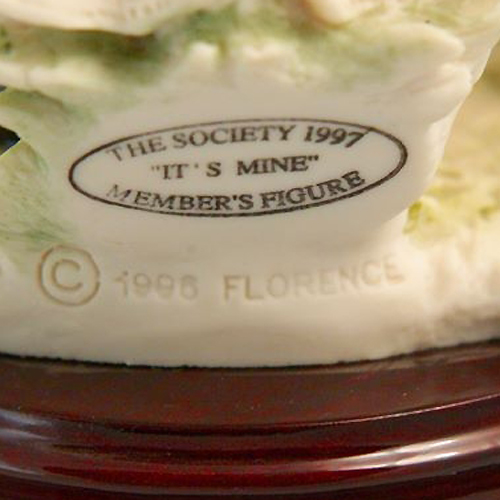 THE SOCIETY 1997
"IT'S MINE"
MEMBER'S FIGURE
© 1996 FLORENCE